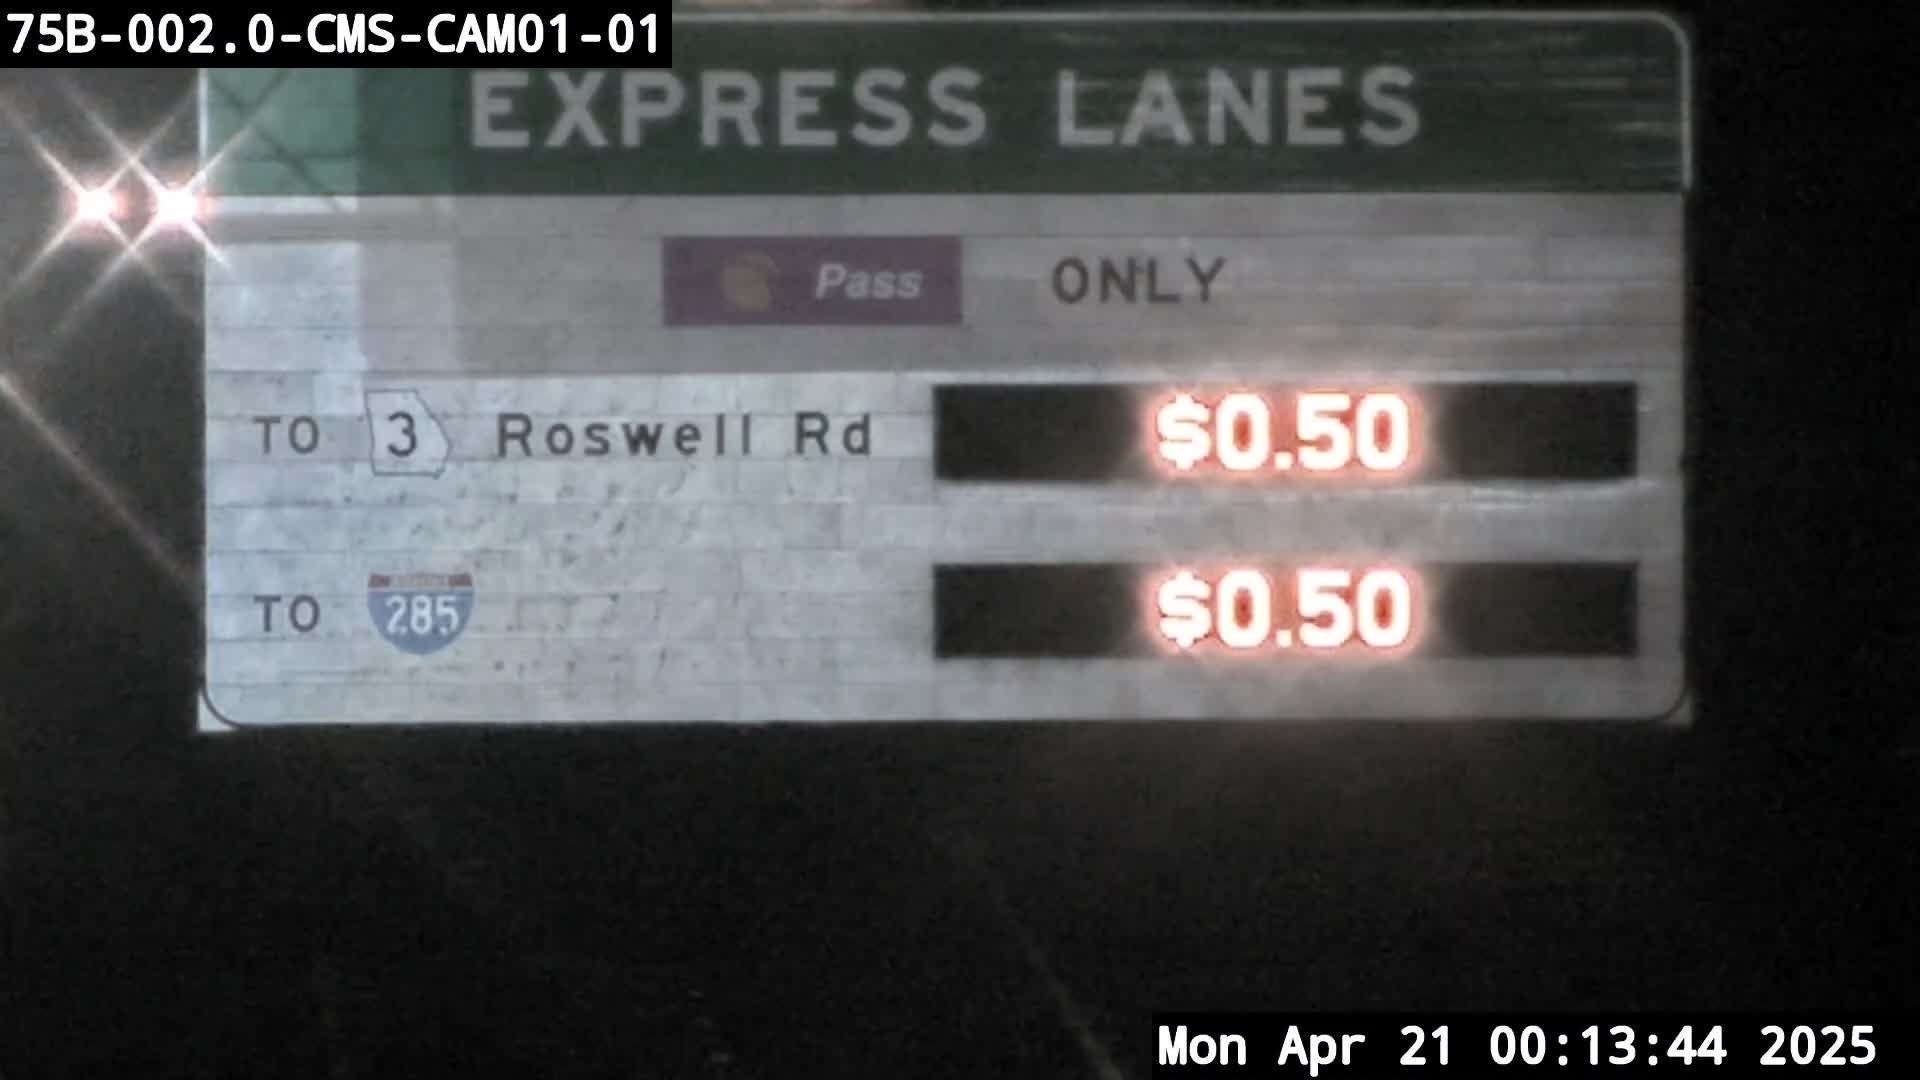 75B-002.0-CMS-CAM01-01
EXPRESS LANES
Pass ONLY
TO 3 Roswell Rd $0.50
TO 285 $0.50
Mon Apr 21 00:13:44 2025